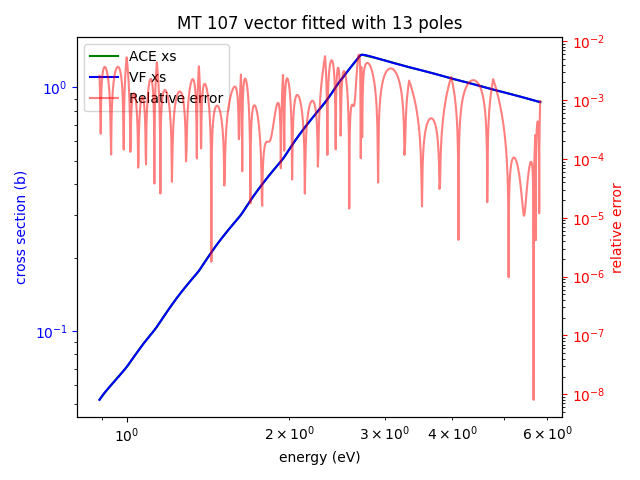 MT 107 vector fitted with 13 poles
ACE xs
VF xs
Relative error
cross section (b)
10⁰
10⁻¹
10⁻²
10⁻³
10⁻⁴
10⁻⁵
10⁻⁶
10⁻⁷
10⁻⁸
relative error
10⁰
2 × 10⁰
3 × 10⁰
4 × 10⁰
6 × 10⁰
energy (eV)